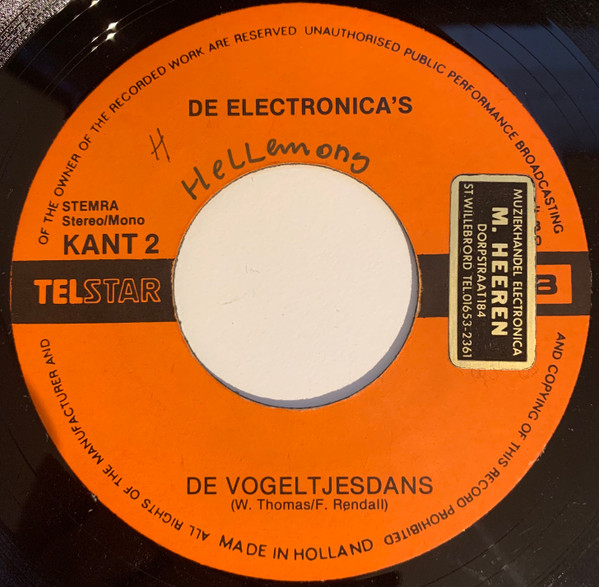 OF THE OWNER OF THE RECORDED WORK ARE RESERVED UNAUTHORISED PUBLIC PERFORMANCE BROADCASTING
DE ELECTRONICA'S
H
HeLLemong
STEMRA
Stereo/Mono
KANT 2
TELSTAR
MUZIEKHANDEL ELECTRONICA
M. HEEREN
DORPSTRAAT 184
ST. WILLEBRORD TEL. 01653-2361
B
DE VOGELTJESDANS
(W. Thomas/F. Rendall)
ALL RIGHTS OF THE MANUFACTURER AND
MADE IN HOLLAND
AND COPYING OF THIS RECORD PROHIBITED